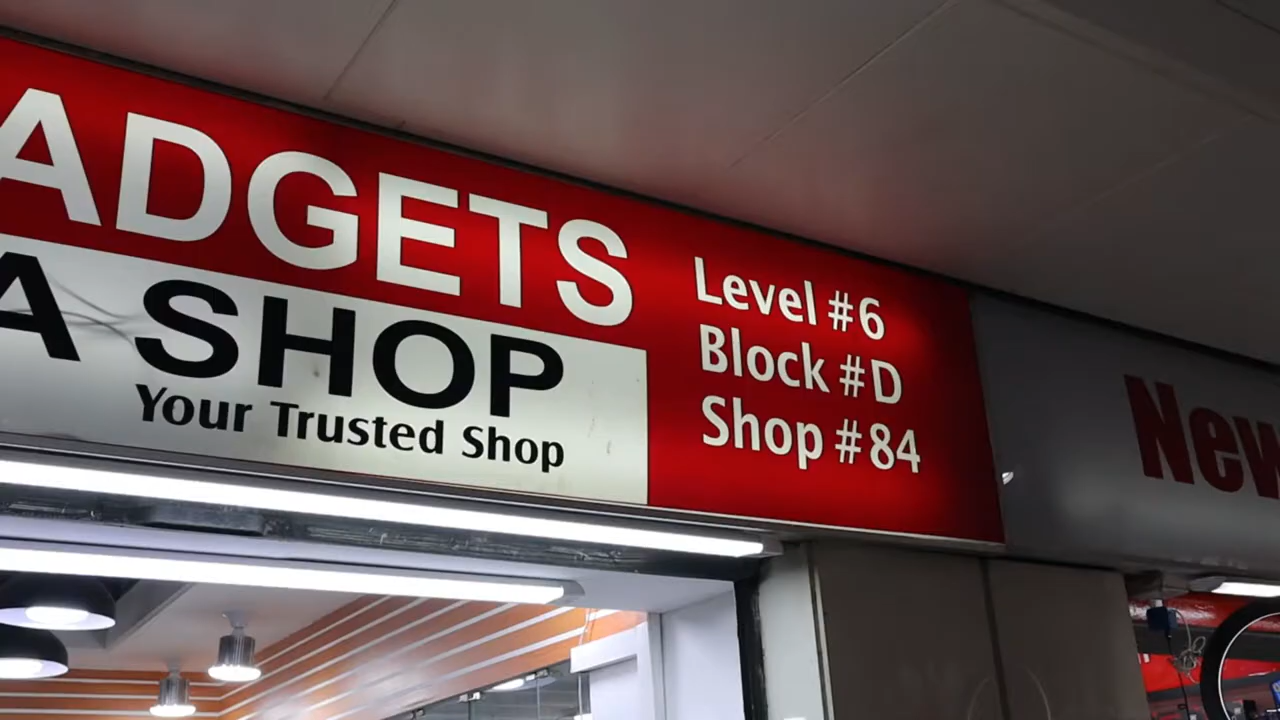 ADGETS
A SHOP
Your Trusted Shop
Level #6
Block #D
Shop #84
New